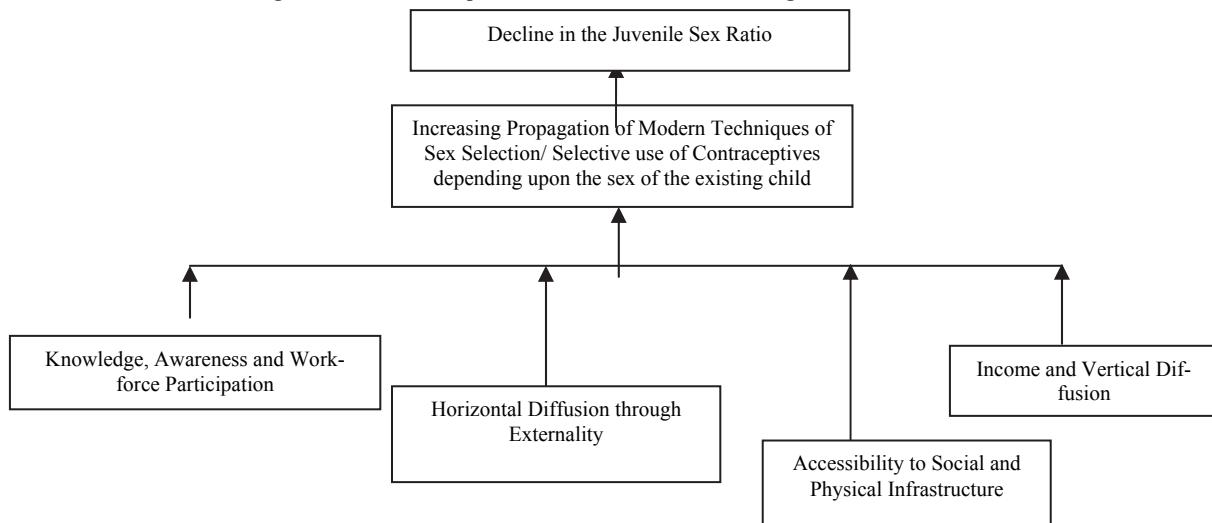 Decline in the Juvenile Sex Ratio
Increasing Propagation of Modern Techniques of
Sex Selection/ Selective use of Contraceptives
depending upon the sex of the existing child
Knowledge, Awareness and Work-
force Participation
Horizontal Diffusion through
Externality
Accessibility to Social and
Physical Infrastructure
Income and Vertical Dif-
fusion